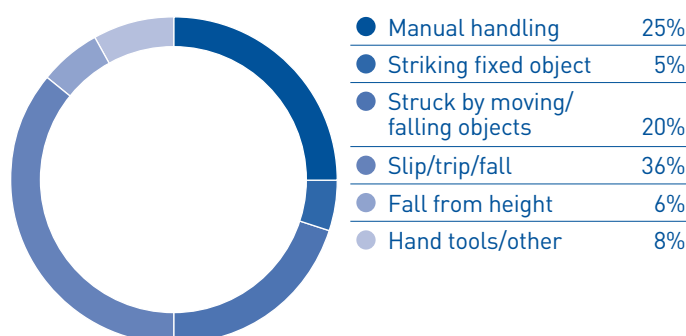 Manual handling 25%
Striking fixed object 5%
Struck by moving/
falling objects 20%
Slip/trip/fall 36%
Fall from height 6%
Hand tools/other 8%